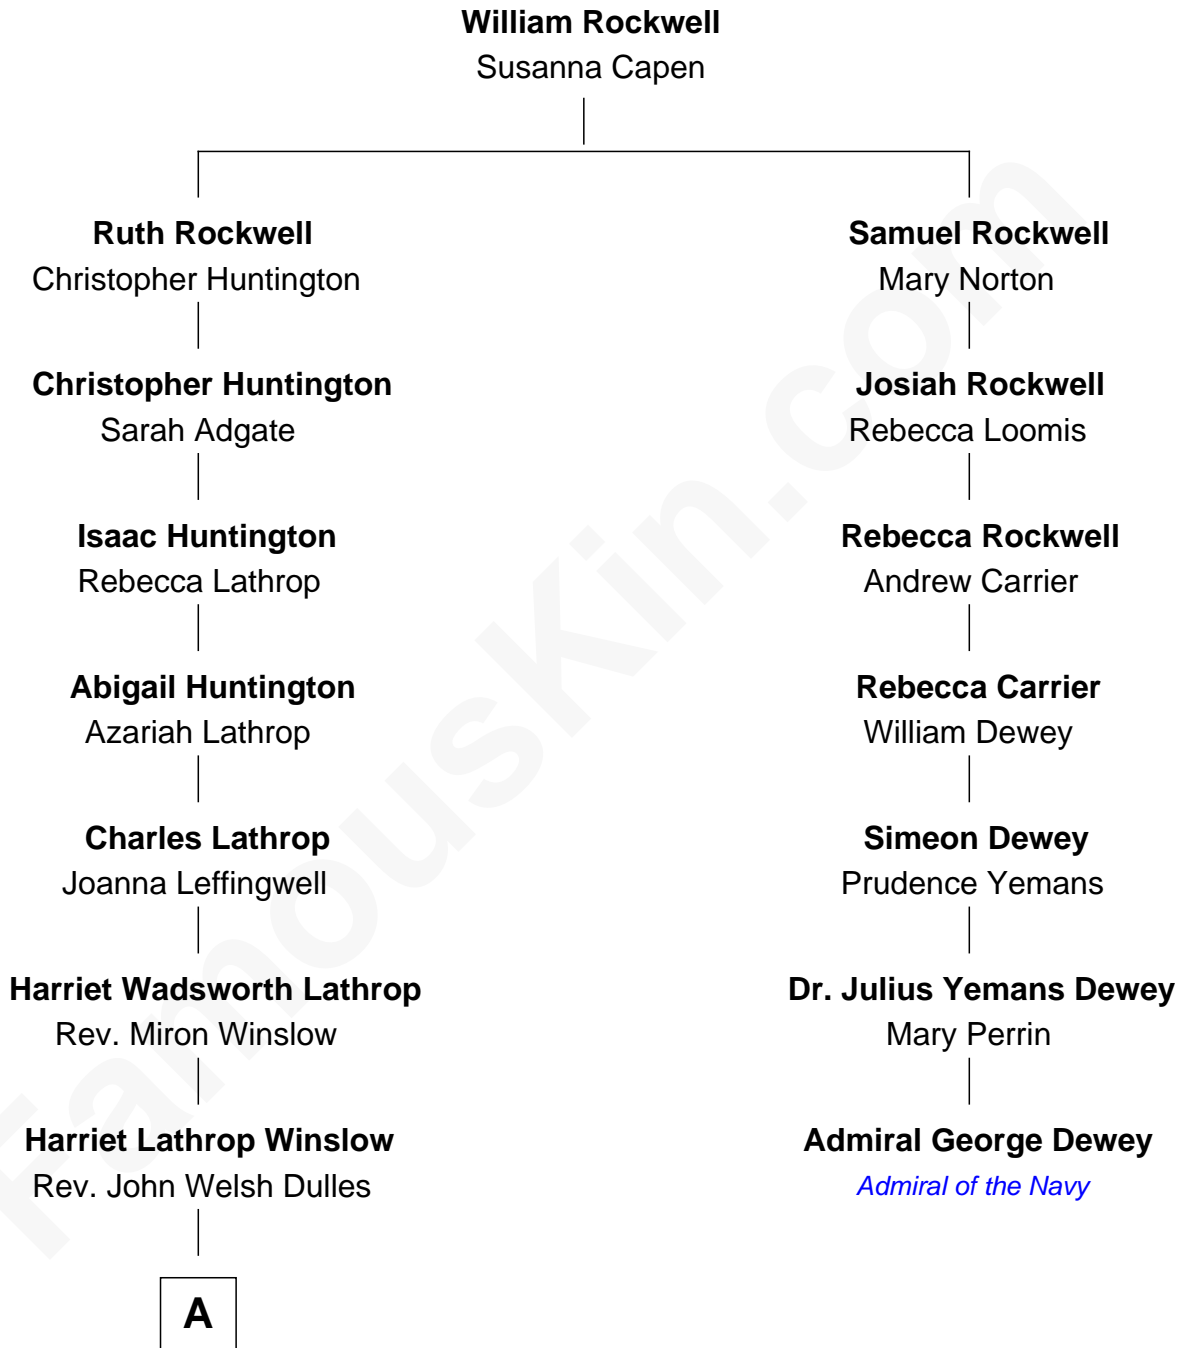 William Rockwell
Susanna Capen
Ruth Rockwell
Christopher Huntington
Samuel Rockwell
Mary Norton
Christopher Huntington
Sarah Adgate
Josiah Rockwell
Rebecca Loomis
Isaac Huntington
Rebecca Lathrop
Rebecca Rockwell
Andrew Carrier
Abigail Huntington
Azariah Lathrop
Rebecca Carrier
William Dewey
Charles Lathrop
Joanna Leffingwell
Simeon Dewey
Prudence Yemans
Harriet Wadsworth Lathrop
Rev. Miron Winslow
Dr. Julius Yemans Dewey
Mary Perrin
Harriet Lathrop Winslow
Rev. John Welsh Dulles
Admiral George Dewey
Admiral of the Navy
A
FamousKin.com